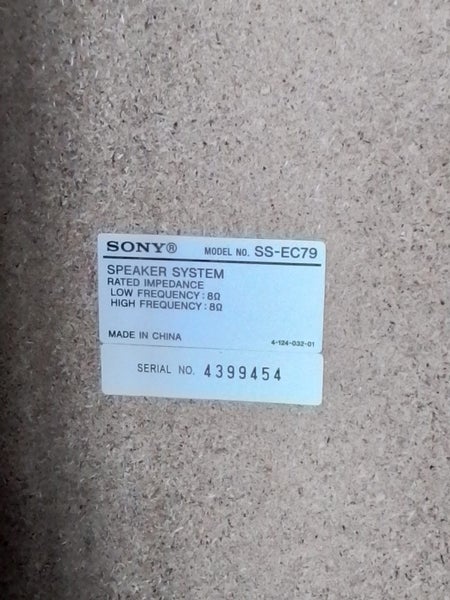 SONY® MODEL NO. SS-EC79
SPEAKER SYSTEM
RATED IMPEDANCE
LOW FREQUENCY : 8Ω
HIGH FREQUENCY : 8Ω
MADE IN CHINA 4-124-032-01
SERIAL NO. 4399454